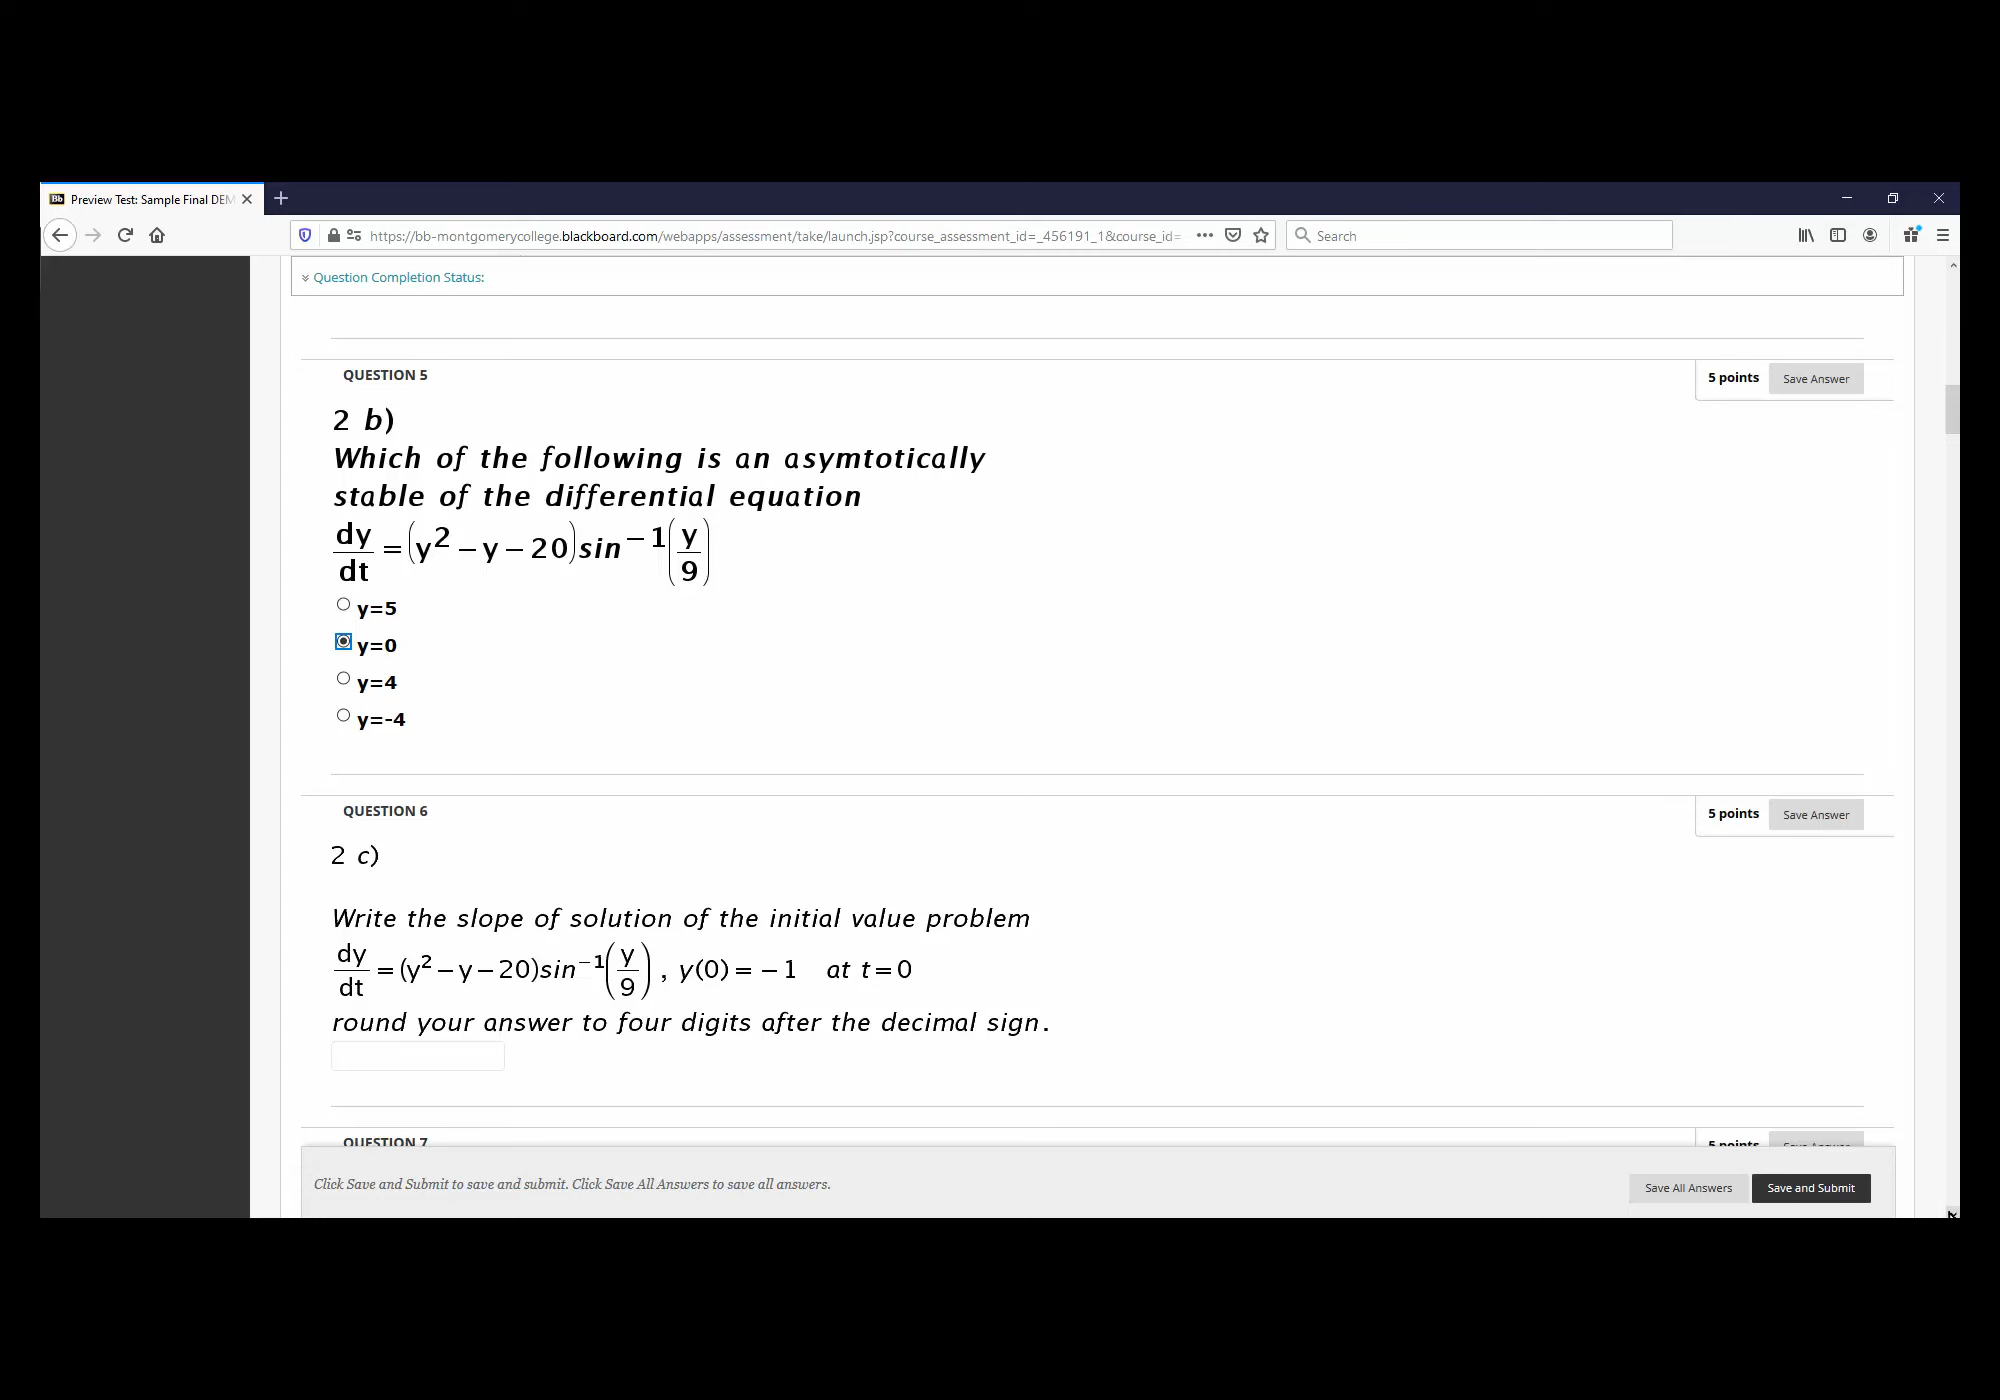 Preview Test: Sample Final DEM
https://bb-montgomerycollege.blackboard.com/webapps/assessment/take/launch.jsp?course_assessment_id=_456191_1&course_id=
Search
Question Completion Status:
QUESTION 5
5 points
Save Answer
2 b)
Which of the following is an asymtotically
stable of the differential equation
dy/dt = (y² − y − 20) sin⁻¹(y/9)
y=5
y=0
y=4
y=-4
QUESTION 6
5 points
Save Answer
2 c)
Write the slope of solution of the initial value problem
dy/dt = (y² − y − 20) sin⁻¹(y/9) , y(0) = − 1 at t = 0
round your answer to four digits after the decimal sign.
QUESTION 7
5 points
Save Answer
Click Save and Submit to save and submit. Click Save All Answers to save all answers.
Save All Answers
Save and Submit